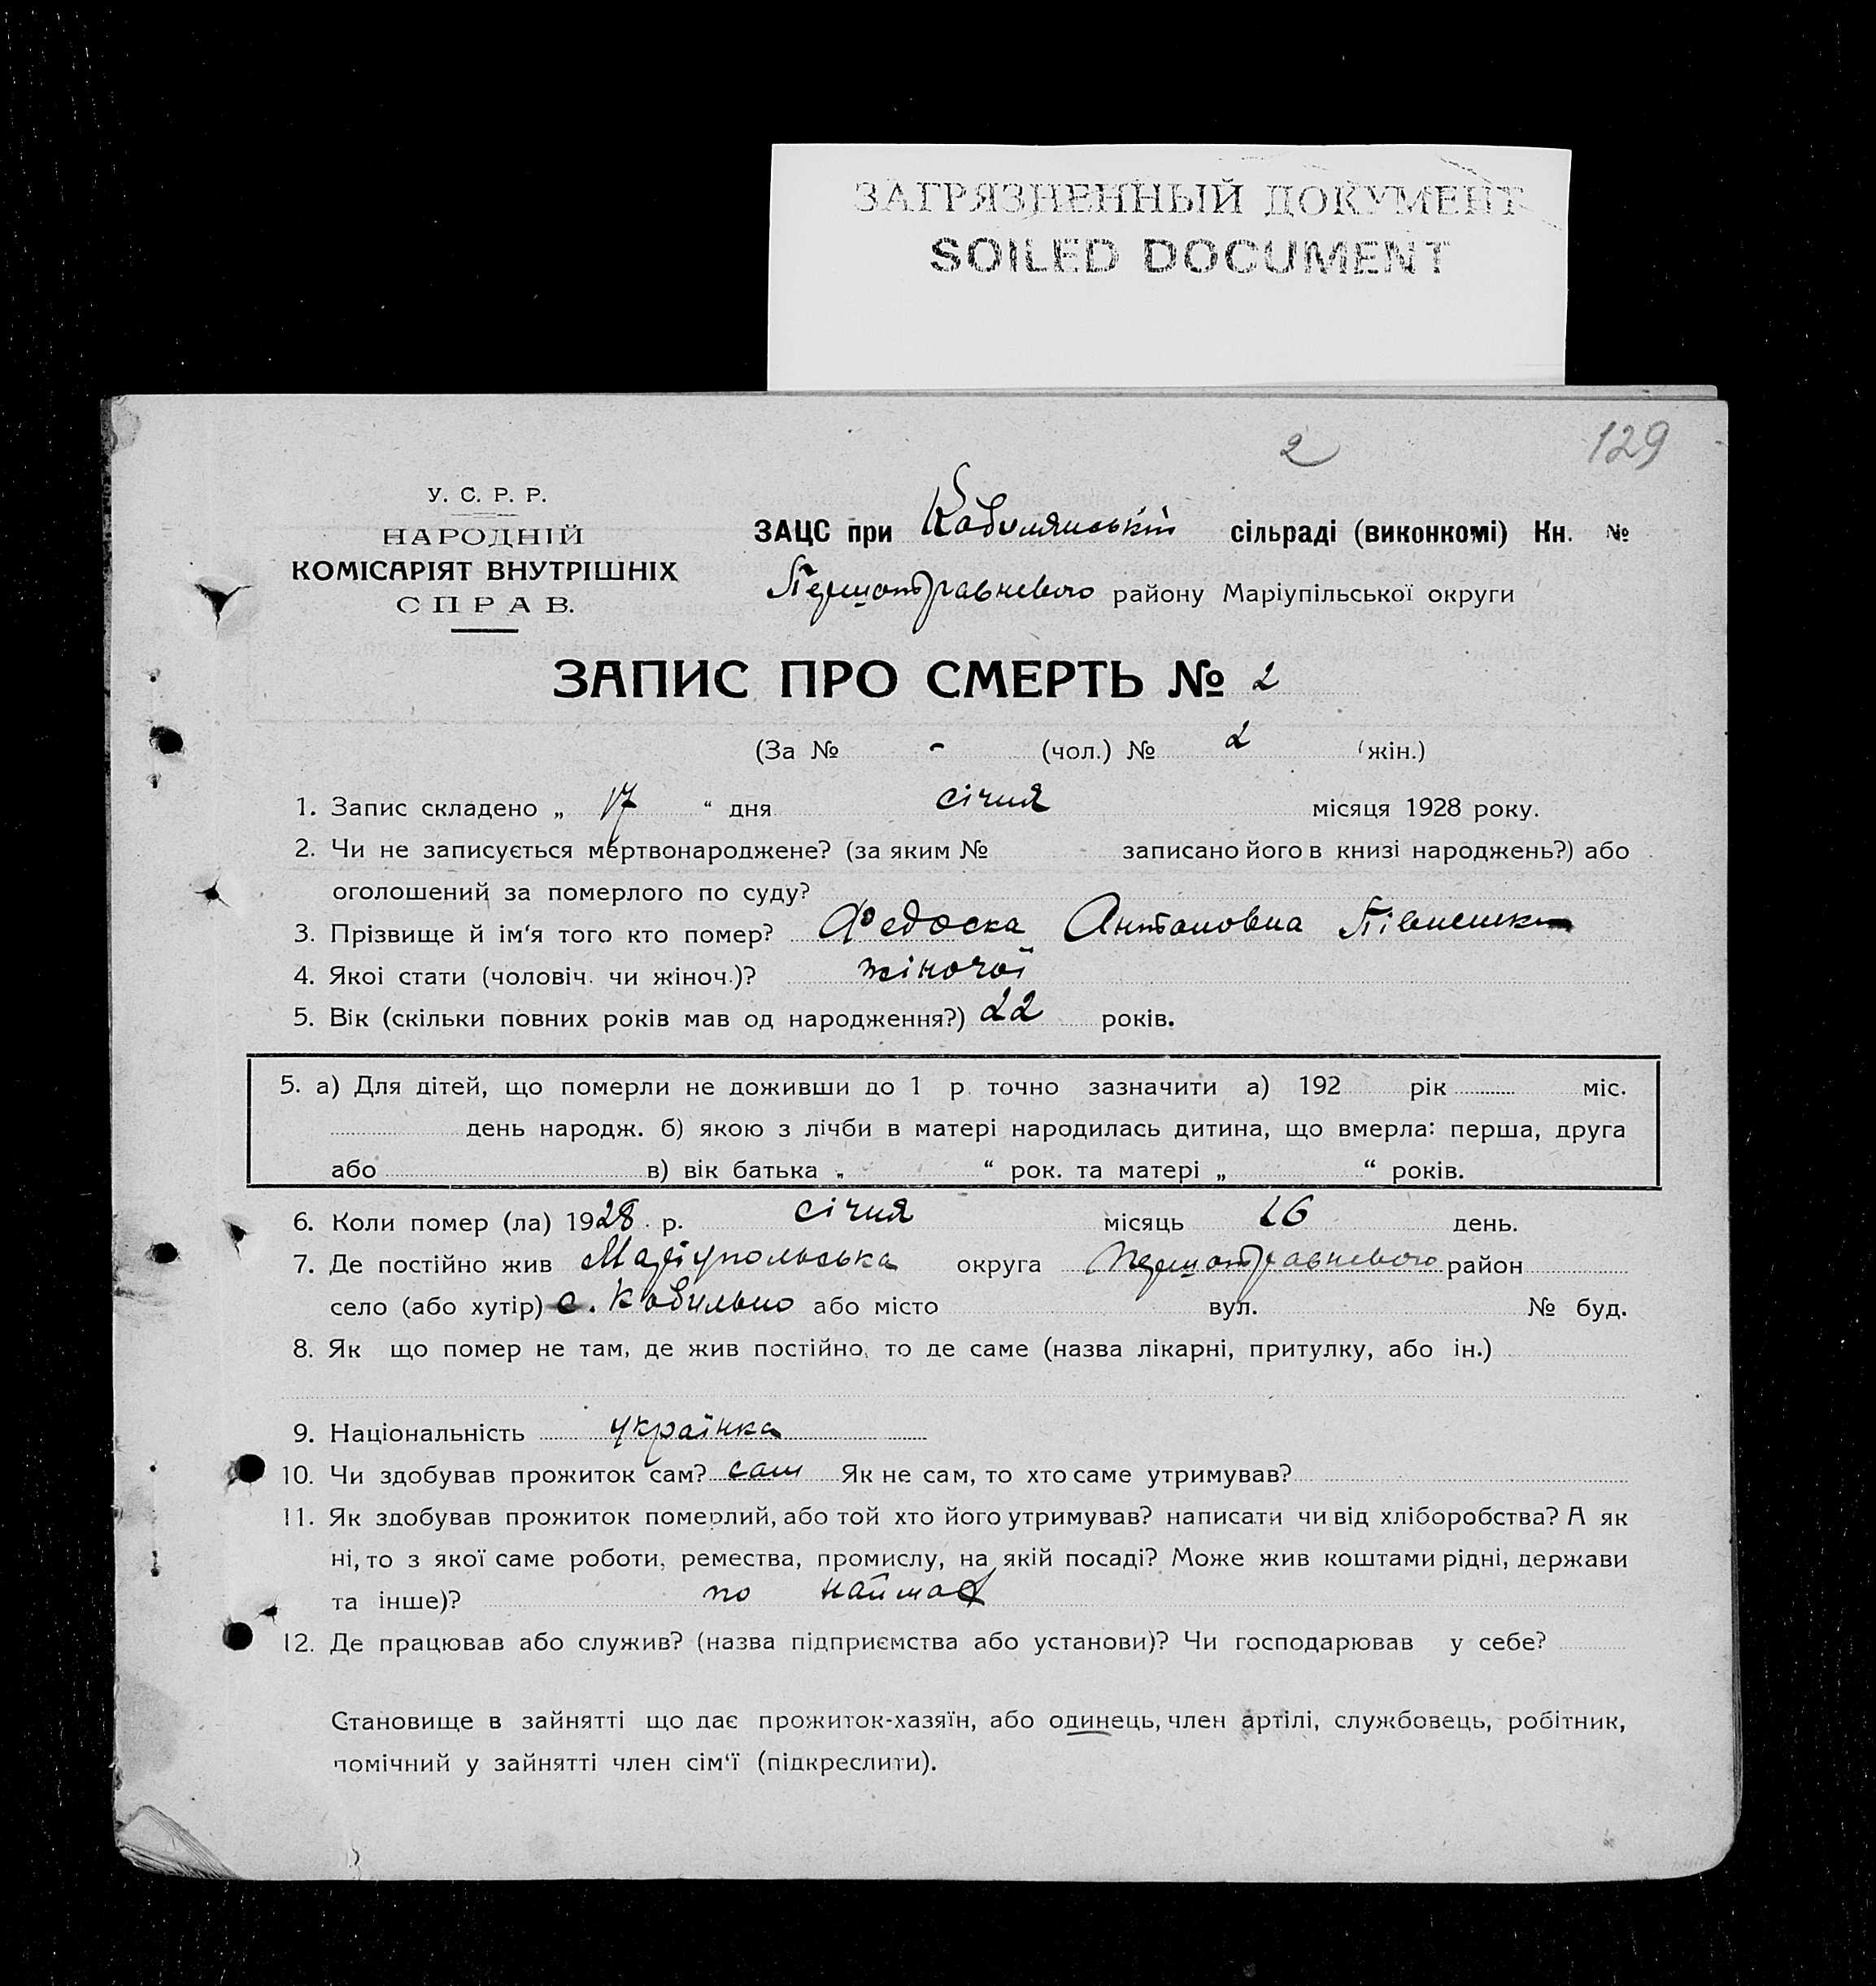 ЗАГРЯЗНЕННЫЙ ДОКУМЕНТ
SOILED DOCUMENT
2 129
У. С. Р. Р.
НАРОДНІЙ
КОМІСАРІЯТ ВНУТРІШНІХ
СПРАВ.
ЗАЦС при Кобилянській сільраді (виконкомі) Кн. №
Першотравневого району Маріупільської округи
ЗАПИС ПРО СМЕРТЬ № 2
(За № - (чол.) № 2 (жін.)
1. Запис складено „ 17 “ дня січня місяця 1928 року.
2. Чи не записується мертвонароджене? (за яким № записано його в книзі народжень?) або
оголошений за померлого по суду?
3. Прізвище й ім‘я того кто помер? Федоска Антоновна
4. Якоі стати (чоловіч. чи жіноч.)? жіночої
5. Вік (скільки повних років мав од народження?) 22 років.
5. а) Для дітей, що померли не доживши до 1 р. точно зазначити а) 192 рік міс.
день народж. б) якою з лічби в матері народилась дитина, що вмерла: перша, друга
або в) вік батька „ “ рок. та матері „ “ років.
6. Коли помер (ла) 1928 р. січня місяць 16 день.
7. Де постійно жив Маріупольська округа Першотравневого район
село (або хутір) с. Кобильно або місто вул. № буд.
8. Як що помер не там, де жив постійно, то де саме (назва лікарні, притулку, або ін.)
9. Національність українка
10. Чи здобував прожиток сам? сам Як не сам, то хто саме утримував?
11. Як здобував прожиток померлий, або той хто його утримував? написати чи від хліборобства? А як
ні, то з якої саме роботи, ремества, промислу, на якій посаді? Може жив коштами рідні, держави
та інше)? по наймах
12. Де працював або служив? (назва підприємства або установи)? Чи господарював у себе?
Становище в зайнятті що дає прожиток-хазяїн, або одинець, член артілі, службовець, робітник,
помічний у зайнятті член сім‘ї (підкреслити).